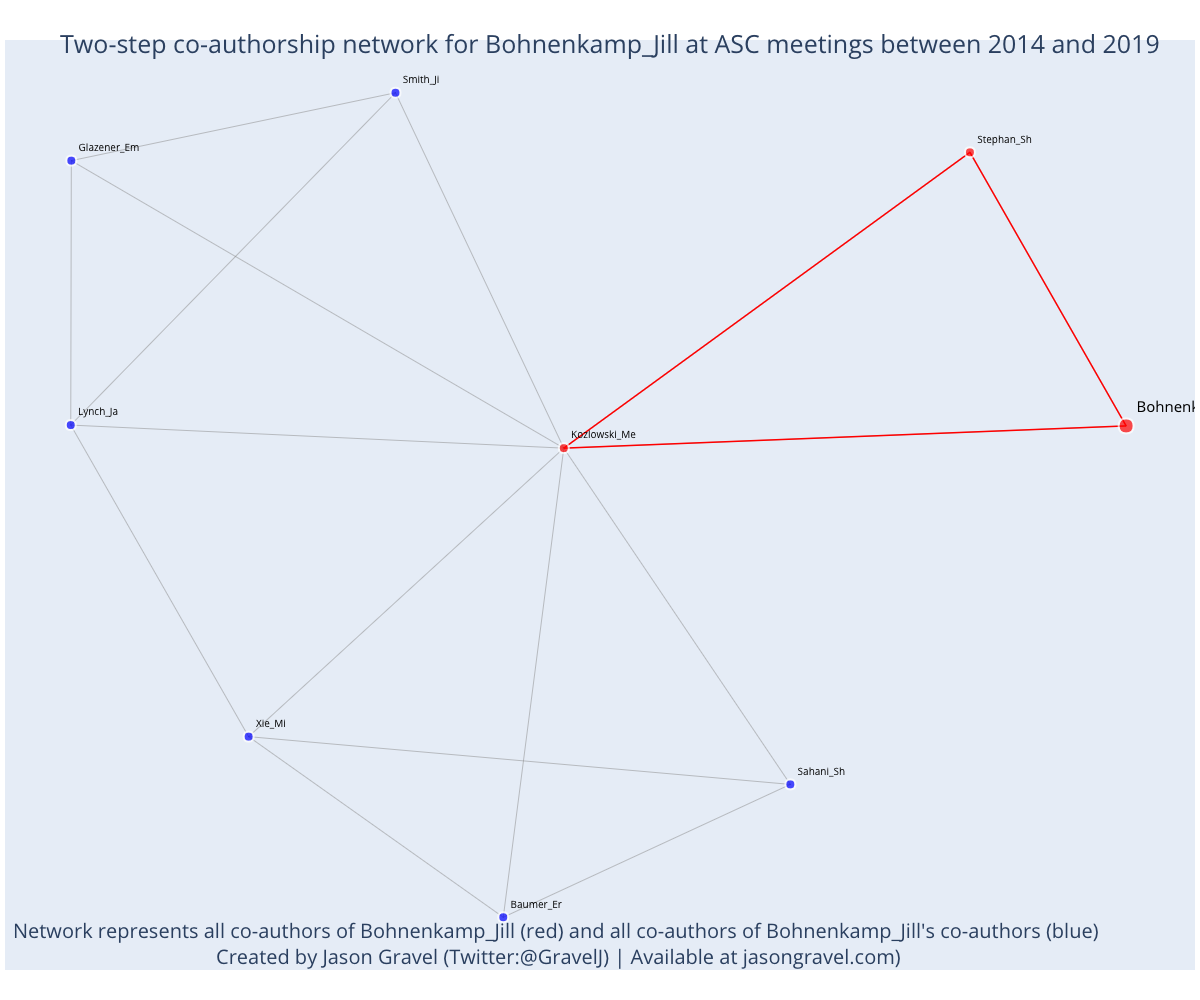 Two-step co-authorship network for Bohnenkamp_Jill at ASC meetings between 2014 and 2019
Smith_Ji
Stephan_Sh
Glazener_Em
Bohnenk
Lynch_Ja
Kozlowski_Me
Xie_Mi
Sahani_Sh
Baumer_Er
Network represents all co-authors of Bohnenkamp_Jill (red) and all co-authors of Bohnenkamp_Jill's co-authors (blue)
Created by Jason Gravel (Twitter:@GravelJ) | Available at jasongravel.com)